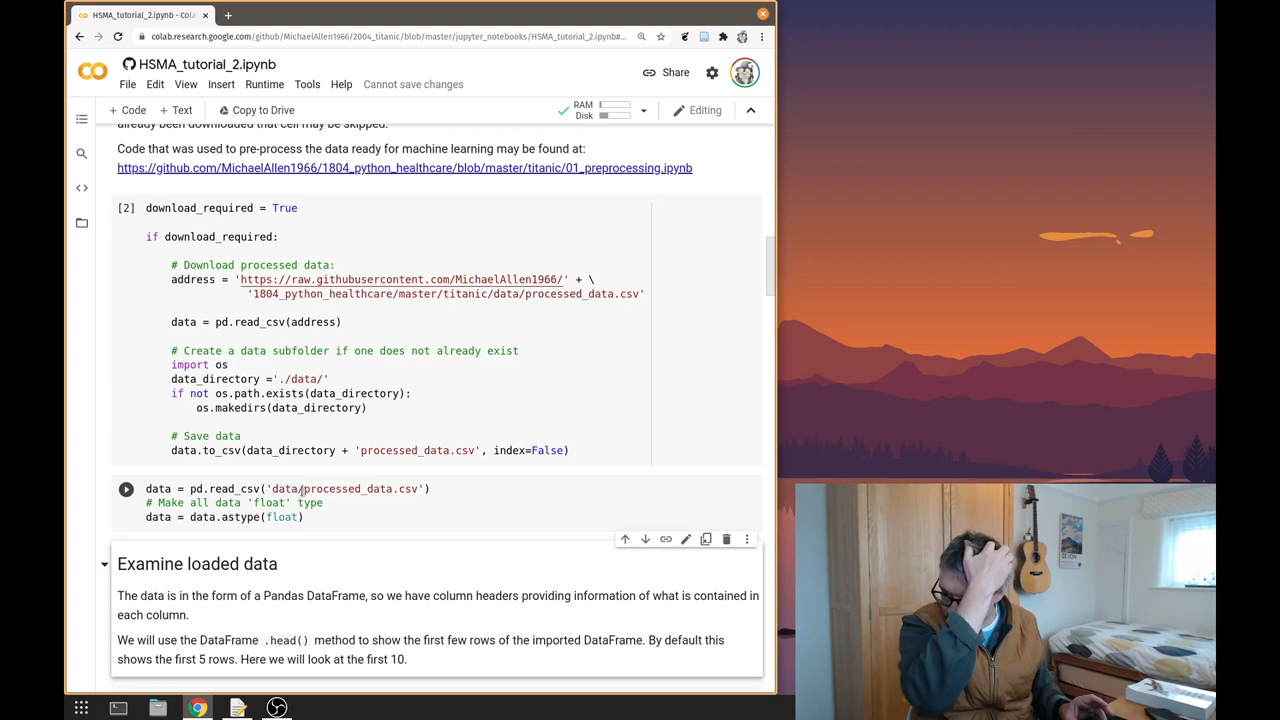 HSMA_tutorial_2.ipynb - Cola
colab.research.google.com/github/MichaelAllen1966/2004_titanic/blob/master/jupyter_notebooks/HSMA_tutorial_2.ipynb#...
HSMA_tutorial_2.ipynb
File Edit View Insert Runtime Tools Help Cannot save changes
Share
+ Code + Text Copy to Drive
RAM
Disk
Editing
already been downloaded that cell may be skipped.
Code that was used to pre-process the data ready for machine learning may be found at:
https://github.com/MichaelAllen1966/1804_python_healthcare/blob/master/titanic/01_preprocessing.ipynb
[2] download_required = True
if download_required:
# Download processed data:
address = 'https://raw.githubusercontent.com/MichaelAllen1966/' + \
'1804_python_healthcare/master/titanic/data/processed_data.csv'
data = pd.read_csv(address)
# Create a data subfolder if one does not already exist
import os
data_directory ='./data/'
if not os.path.exists(data_directory):
os.makedirs(data_directory)
# Save data
data.to_csv(data_directory + 'processed_data.csv', index=False)
data = pd.read_csv('data/processed_data.csv')
# Make all data 'float' type
data = data.astype(float)
Examine loaded data
The data is in the form of a Pandas DataFrame, so we have column headers providing information of what is contained in
each column.
We will use the DataFrame .head() method to show the first few rows of the imported DataFrame. By default this
shows the first 5 rows. Here we will look at the first 10.
DEVON